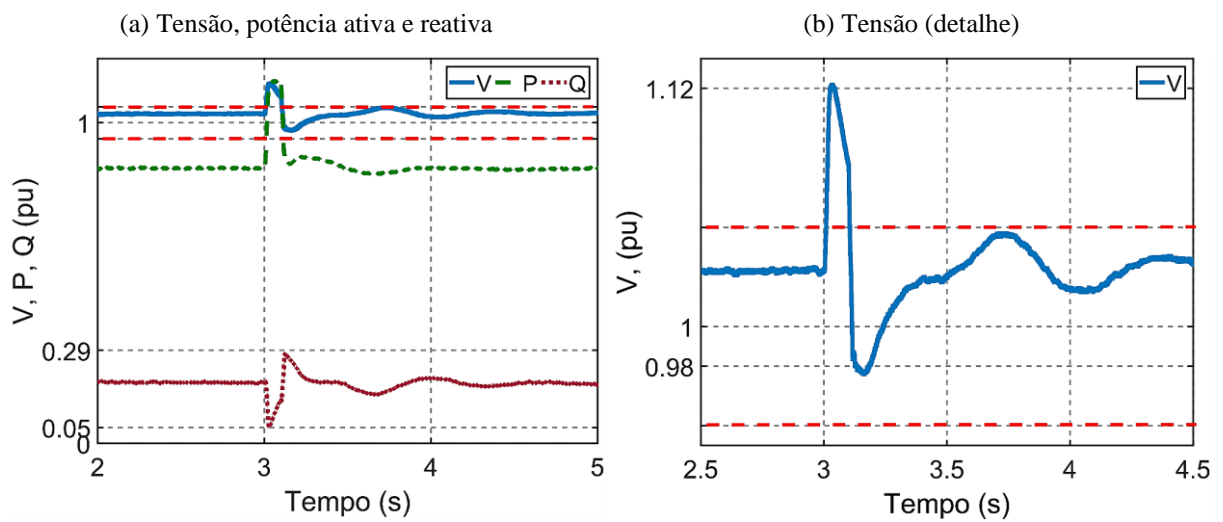 (a) Tensão, potência ativa e reativa
V P Q
1
0.29
0.05
0
2 3 4 5
V, P, Q (pu)
Tempo (s)
(b) Tensão (detalhe)
V
1.12
1
0.98
2.5 3 3.5 4 4.5
V, (pu)
Tempo (s)